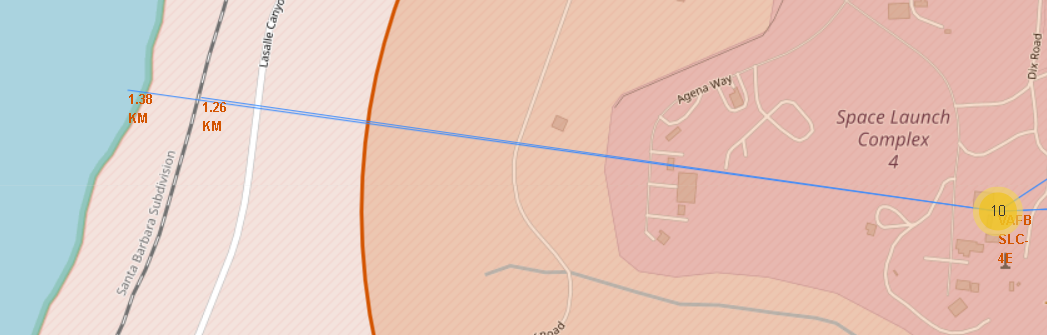 Lasalle Canyo
Dix Road
Agena Way
1.38
KM
1.26
KM
Space Launch
Complex
4
Santa Barbara Subdivision
10
VAFB
SLC-
4E
Road